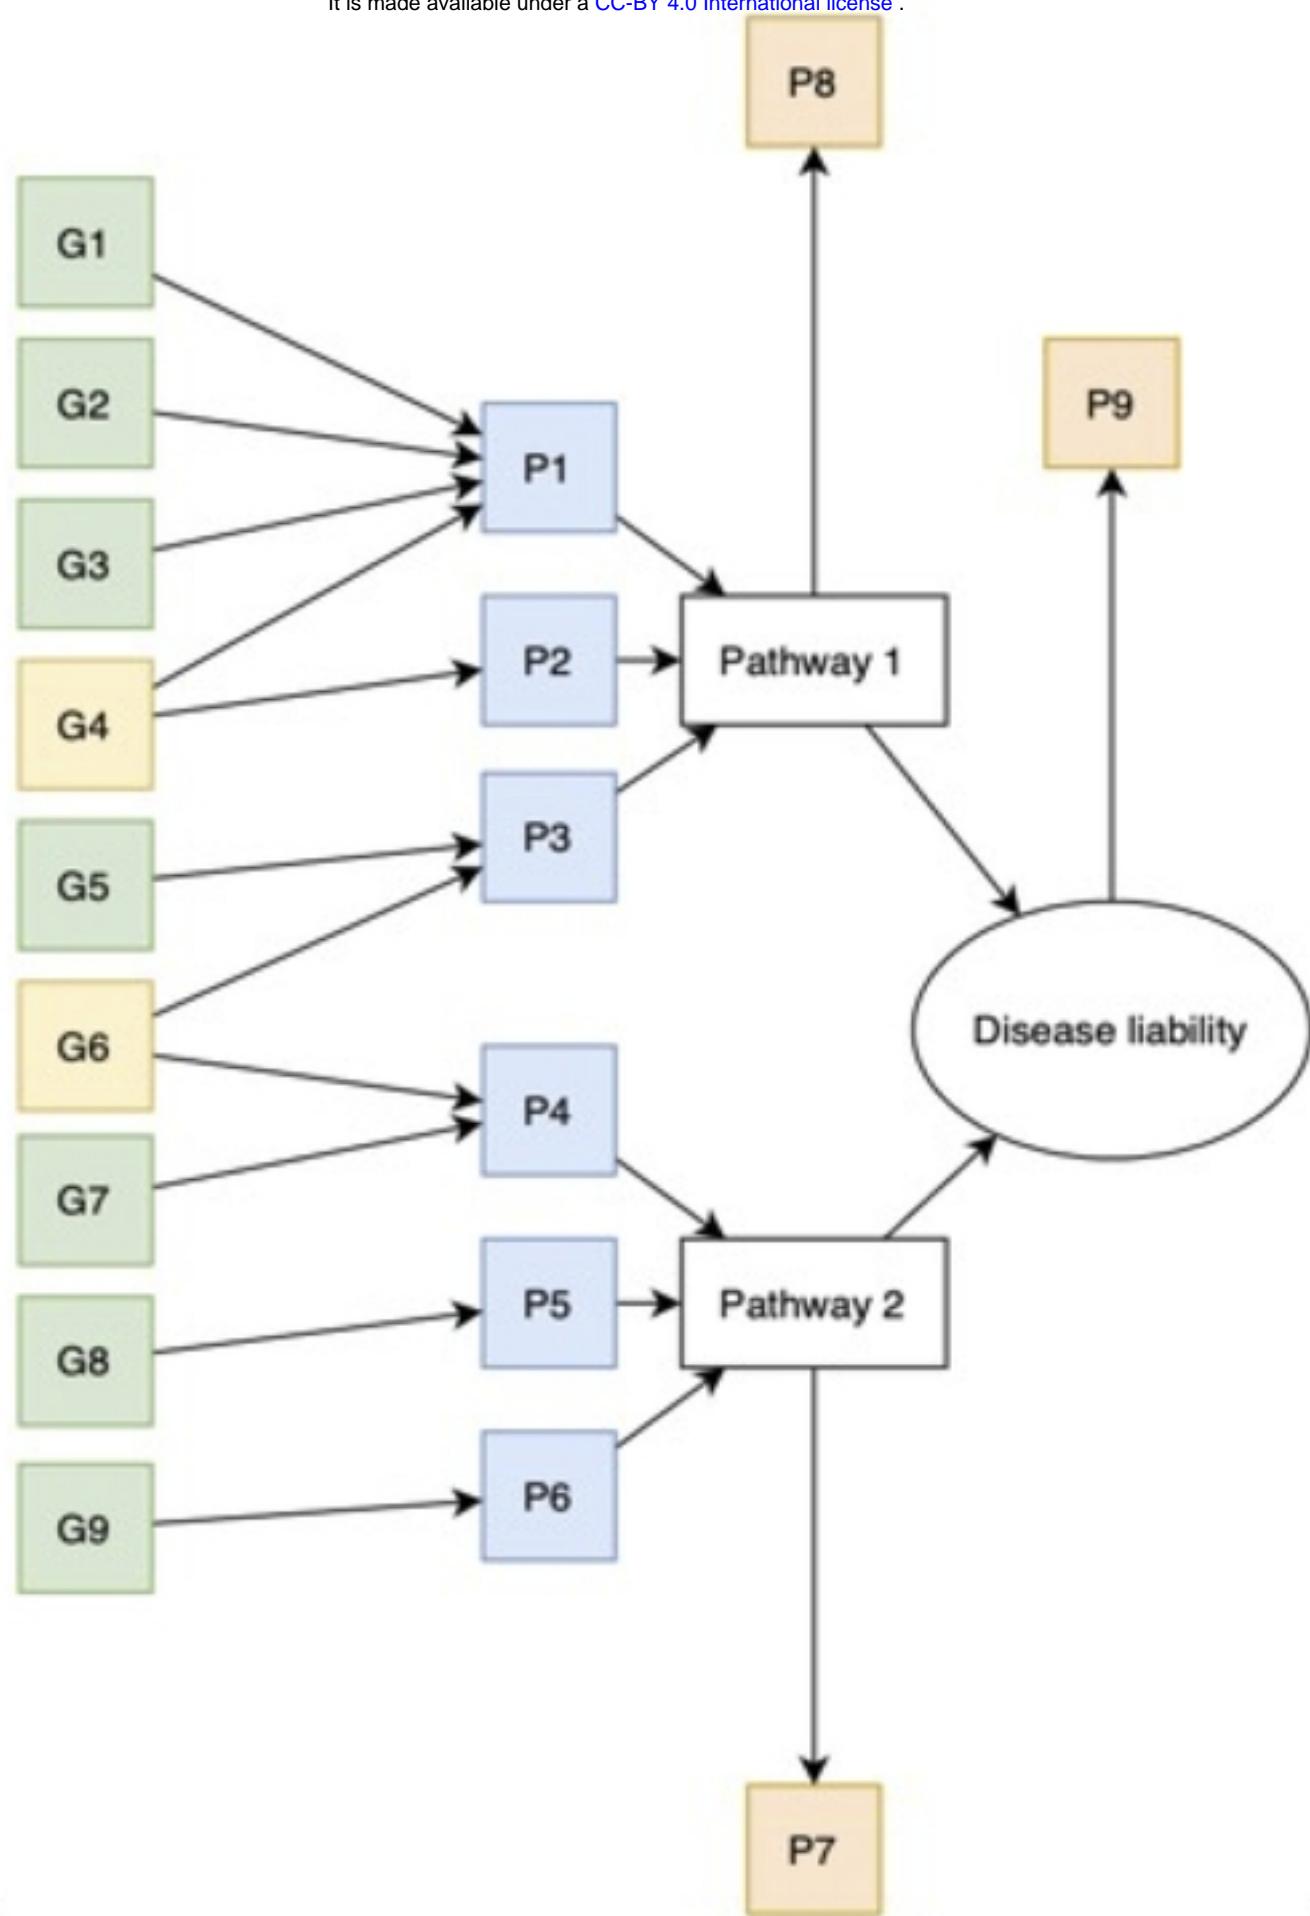 It is made available under a CC-BY 4.0 International license .
P8
G1
G2
P9
P1
G3
P2
Pathway 1
G4
P3
G5
Disease liability
G6
P4
G7
P5
Pathway 2
G8
P6
G9
P7